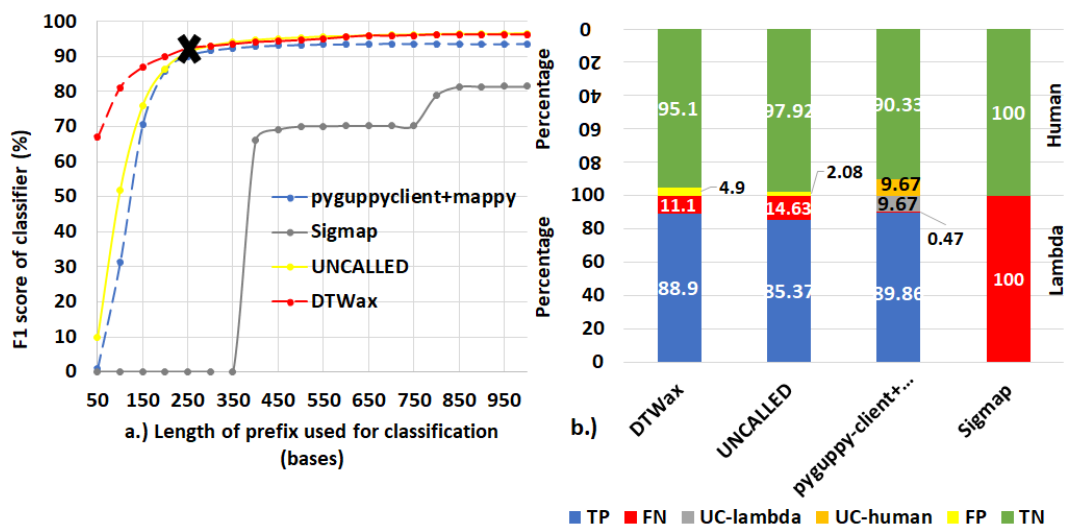 100
90
80
70
60
50
40
30
20
10
0
F1 score of classifier (%)
pyguppyclient+mappy
Sigmap
UNCALLED
DTWax
50 150 250 350 450 550 650 750 850 950
a.) Length of prefix used for classification
(bases)
0
20
40
60
80
100
80
60
40
20
0
Percentage
Percentage
Human
Lambda
95.1
97.92
90.33
100
4.9
2.08
9.67
11.1
14.63
9.67
0.47
88.9
85.37
89.86
100
DTWax
UNCALLED
pyguppy-client+...
Sigmap
b.)
TP FN UC-lambda UC-human FP TN